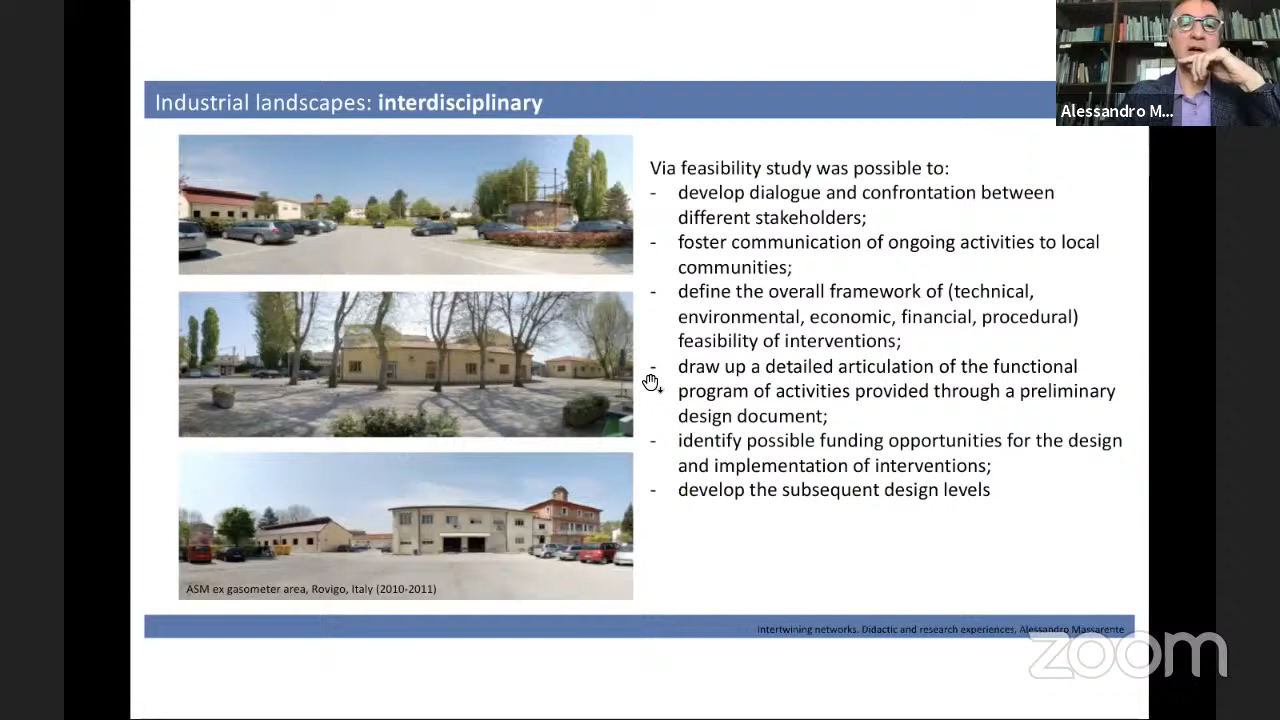 Industrial landscapes: interdisciplinary
Alessandro M...
Via feasibility study was possible to:
- develop dialogue and confrontation between
different stakeholders;
- foster communication of ongoing activities to local
communities;
- define the overall framework of (technical,
environmental, economic, financial, procedural)
feasibility of interventions;
- draw up a detailed articulation of the functional
program of activities provided through a preliminary
design document;
- identify possible funding opportunities for the design
and implementation of interventions;
- develop the subsequent design levels
ASM ex gasometer area, Rovigo, Italy (2010-2011)
Intertwining networks. Didactic and research experiences, Alessandro Massarente
zoom